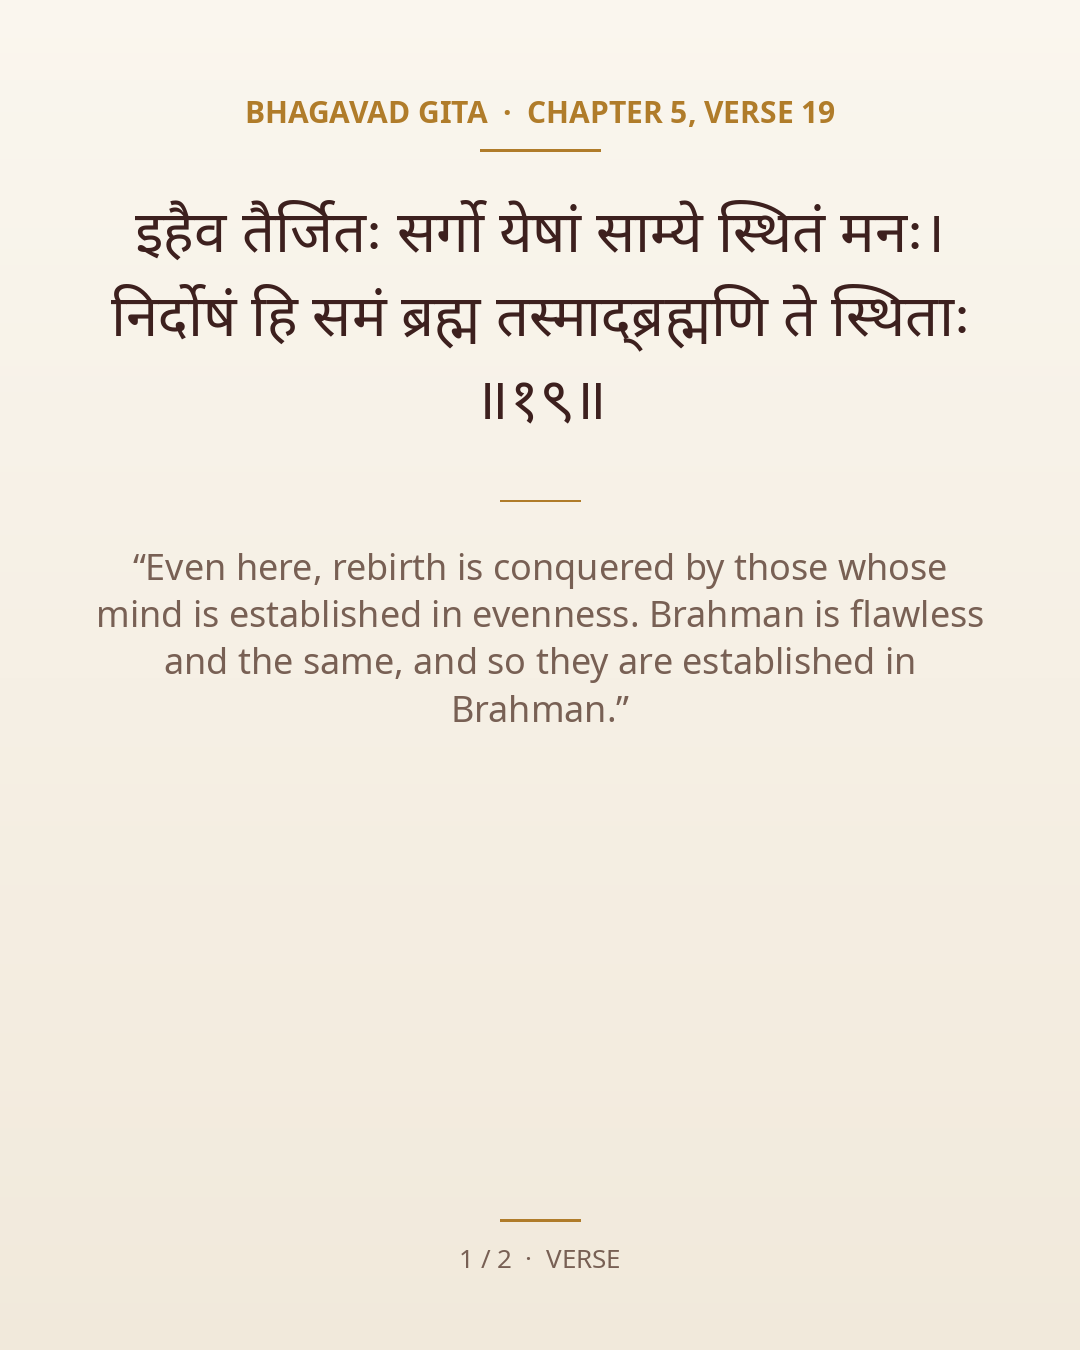 BHAGAVAD GITA · CHAPTER 5, VERSE 19
इहैव तैर्जितः सर्गो येषां साम्ये स्थितं मनः।
निर्दोषं हि समं ब्रह्म तस्माद्ब्रह्मणि ते स्थिताः
॥१९॥
“Even here, rebirth is conquered by those whose
mind is established in evenness. Brahman is flawless
and the same, and so they are established in
Brahman.”
1 / 2 · VERSE